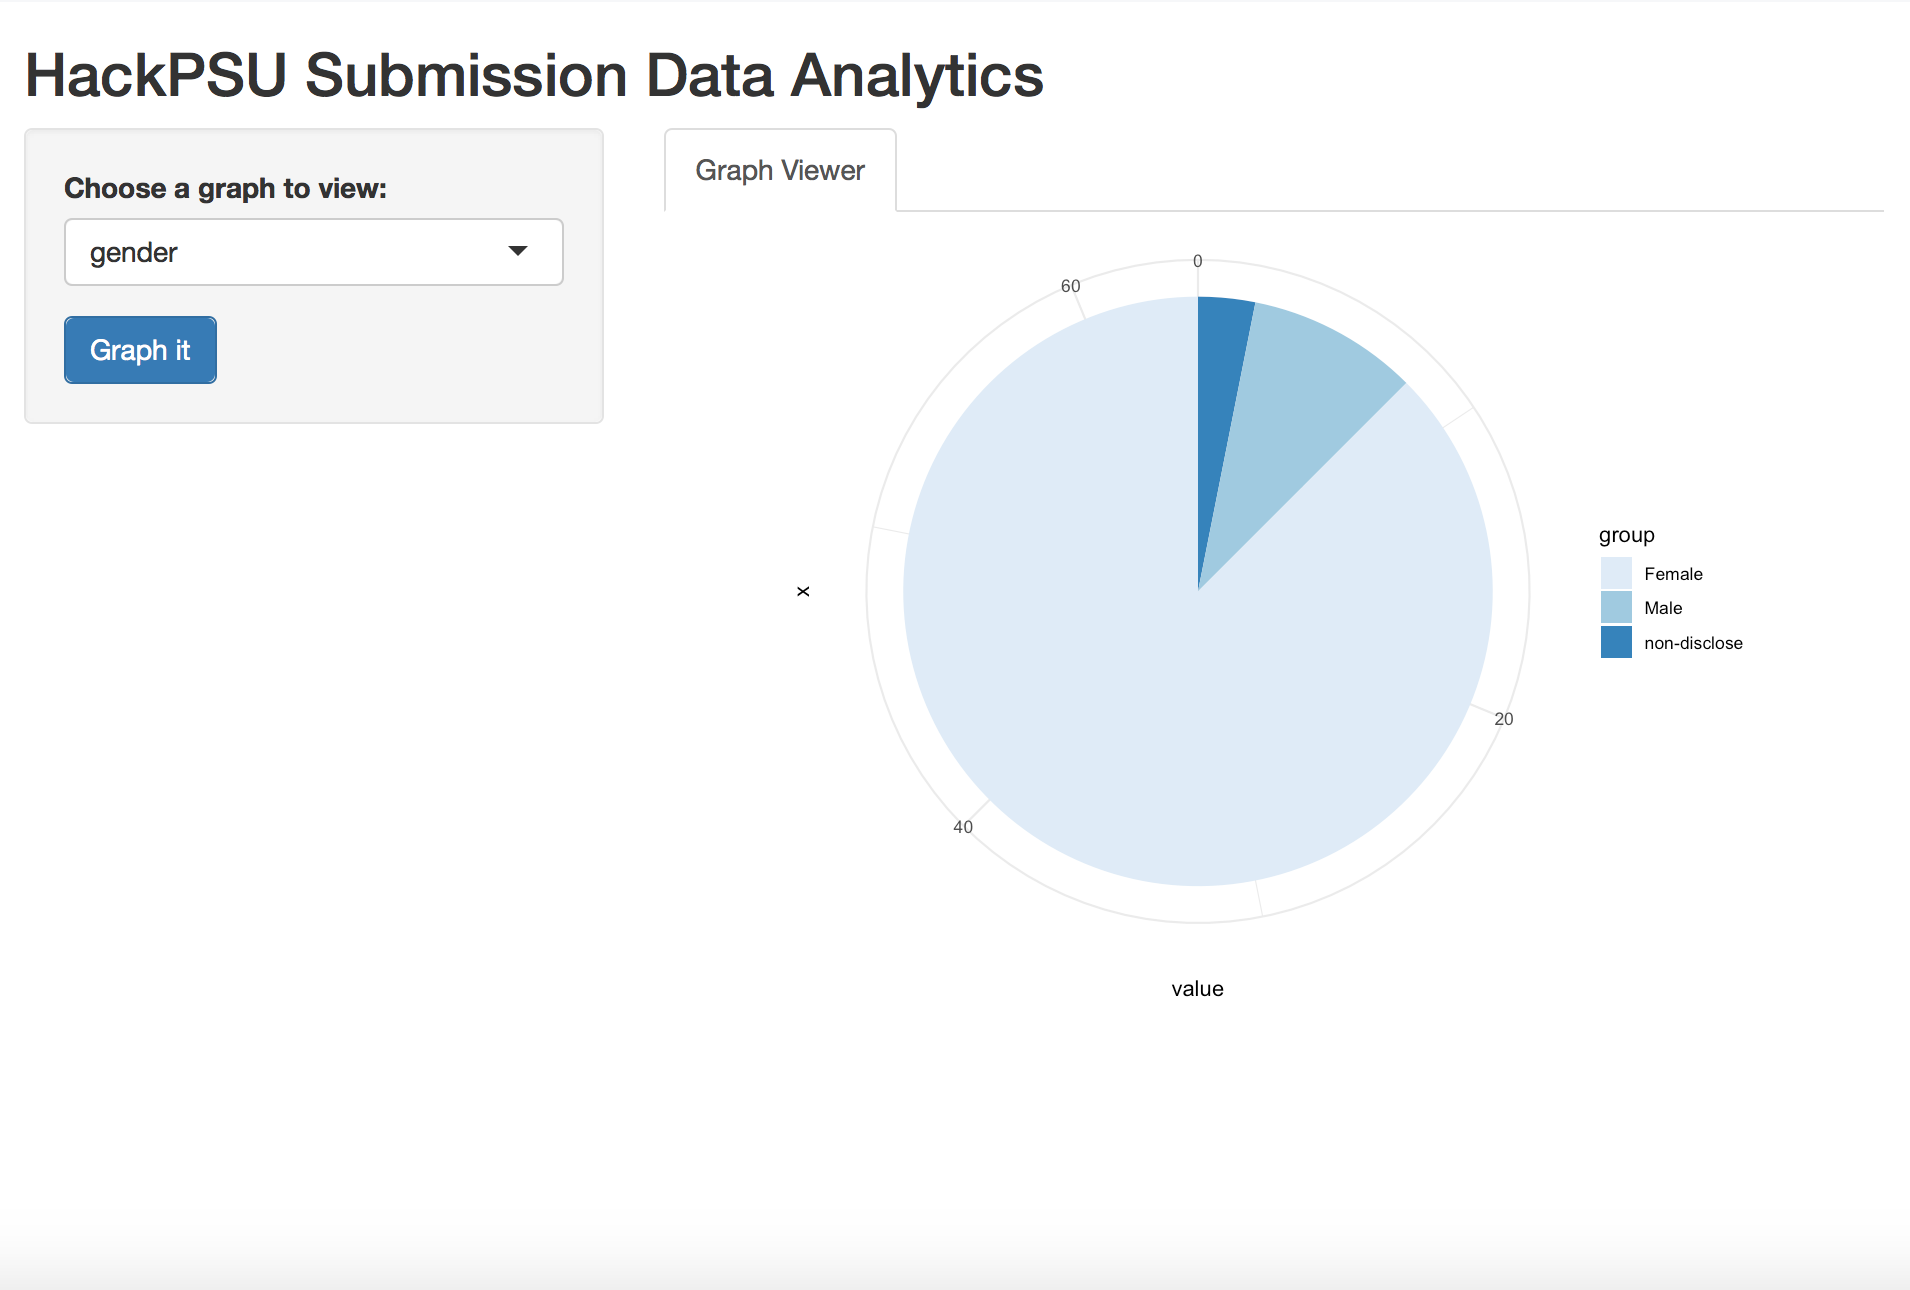 HackPSU Submission Data Analytics
Choose a graph to view:
gender
Graph it
Graph Viewer
0
60
20
40
x
value
group
Female
Male
non-disclose